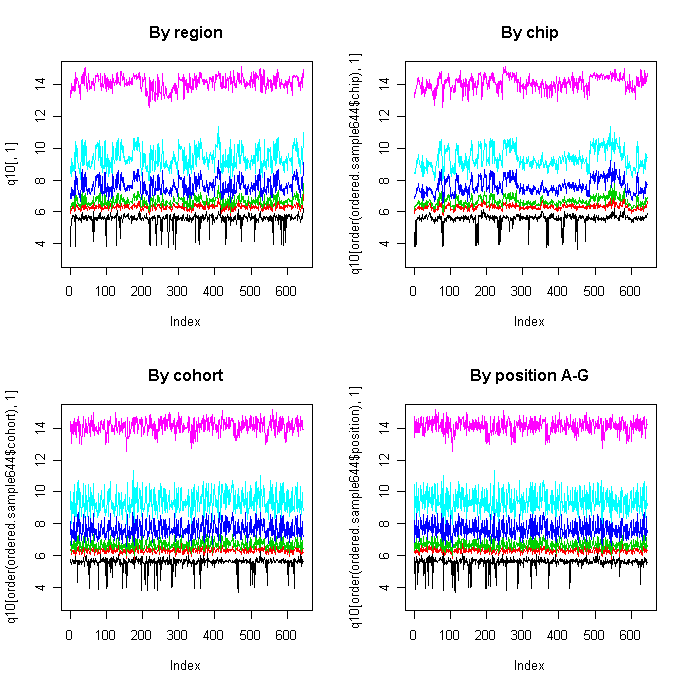 By region
q10[, 1]
4 6 8 10 12 14
0 100 200 300 400 500 600
Index
By chip
q10[order(ordered.sample644$chip), 1]
4 6 8 10 12 14
0 100 200 300 400 500 600
Index
By cohort
q10[order(ordered.sample644$cohort), 1]
4 6 8 10 12 14
0 100 200 300 400 500 600
Index
By position A-G
q10[order(ordered.sample644$position), 1]
4 6 8 10 12 14
0 100 200 300 400 500 600
Index